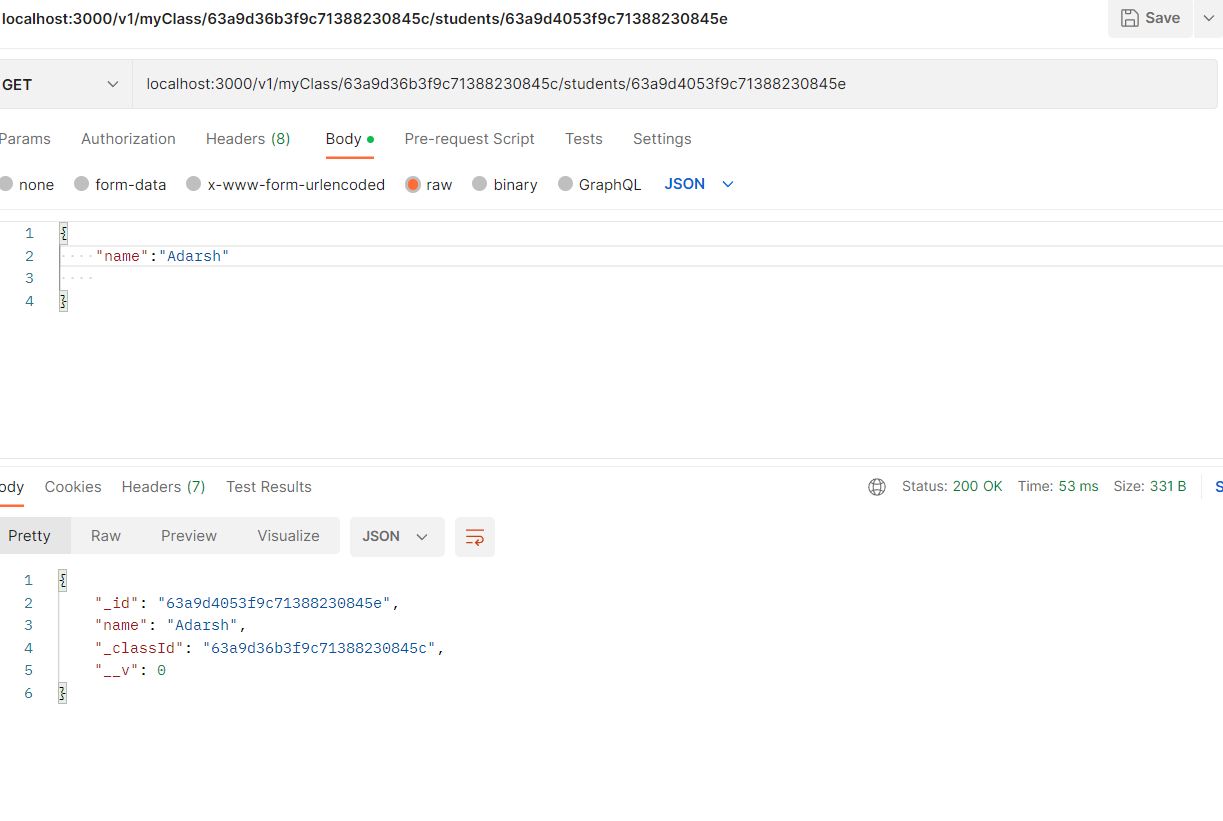 localhost:3000/v1/myClass/63a9d36b3f9c71388230845c/students/63a9d4053f9c71388230845e
Save
GET
localhost:3000/v1/myClass/63a9d36b3f9c71388230845c/students/63a9d4053f9c71388230845e
Params Authorization Headers (8) Body Pre-request Script Tests Settings
none form-data x-www-form-urlencoded raw binary GraphQL JSON
1 {
2 "name":"Adarsh"
3
4 }
ody Cookies Headers (7) Test Results Status: 200 OK Time: 53 ms Size: 331 B S
Pretty Raw Preview Visualize JSON
1 {
2 "_id": "63a9d4053f9c71388230845e",
3 "name": "Adarsh",
4 "_classId": "63a9d36b3f9c71388230845c",
5 "__v": 0
6 }